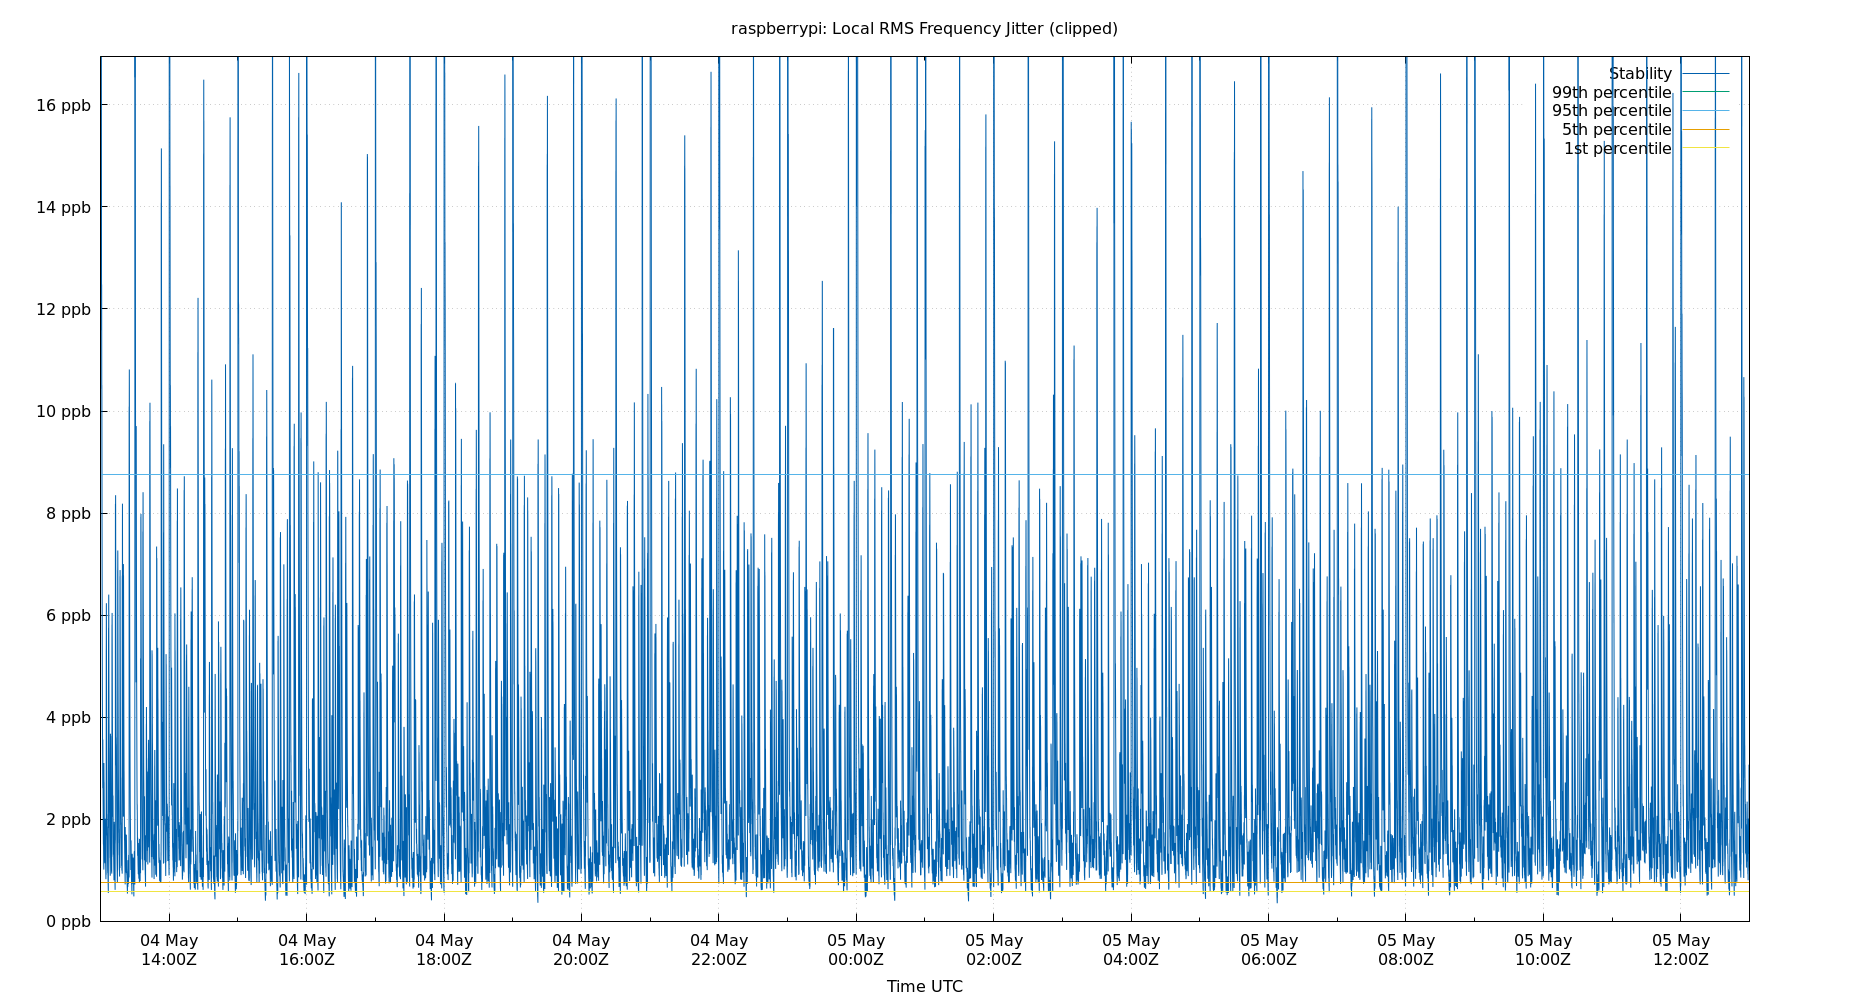 raspberrypi: Local RMS Frequency Jitter (clipped)
Stability
99th percentile
95th percentile
5th percentile
1st percentile
16 ppb
14 ppb
12 ppb
10 ppb
8 ppb
6 ppb
4 ppb
2 ppb
0 ppb
04 May 04 May 04 May 04 May 04 May 05 May 05 May 05 May 05 May 05 May 05 May 05 May
14:00Z 16:00Z 18:00Z 20:00Z 22:00Z 00:00Z 02:00Z 04:00Z 06:00Z 08:00Z 10:00Z 12:00Z
Time UTC